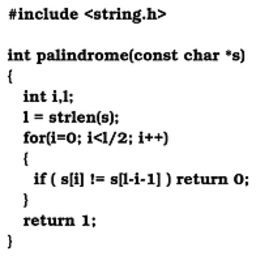 #include <string.h>

int palindrome(const char *s)
{
   int i,l;
   l = strlen(s);
   for(i=0; i<l/2; i++)
   {
     if ( s[i] != s[l-i-1] ) return 0;
   }
   return 1;
}